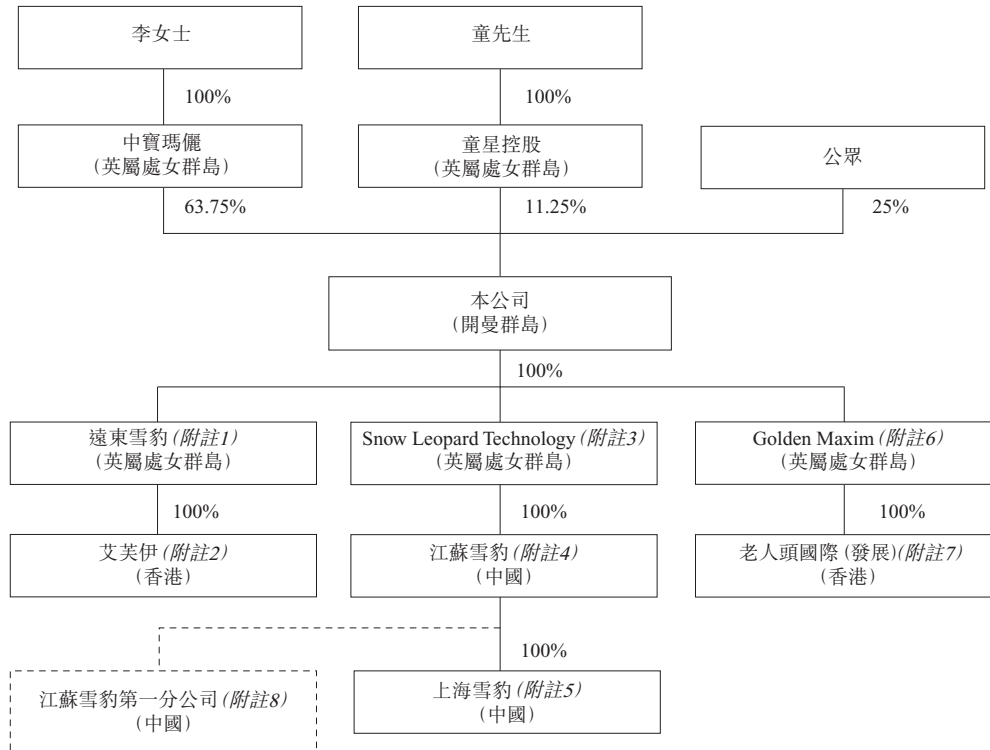 李女士
童先生
100%
100%
中寶瑪儷
(英屬處女群島)
童星控股
(英屬處女群島)
公眾
63.75%
11.25%
25%
本公司
(開曼群島)
100%
遠東雪豹(附註1)
(英屬處女群島)
Snow Leopard Technology (附註3)
(英屬處女群島)
Golden Maxim (附註6)
(英屬處女群島)
100%
100%
100%
艾芙伊(附註2)
(香港)
江蘇雪豹(附註4)
(中國)
老人頭國際(發展)(附註7)
(香港)
100%
江蘇雪豹第一分公司(附註8)
(中國)
上海雪豹(附註5)
(中國)